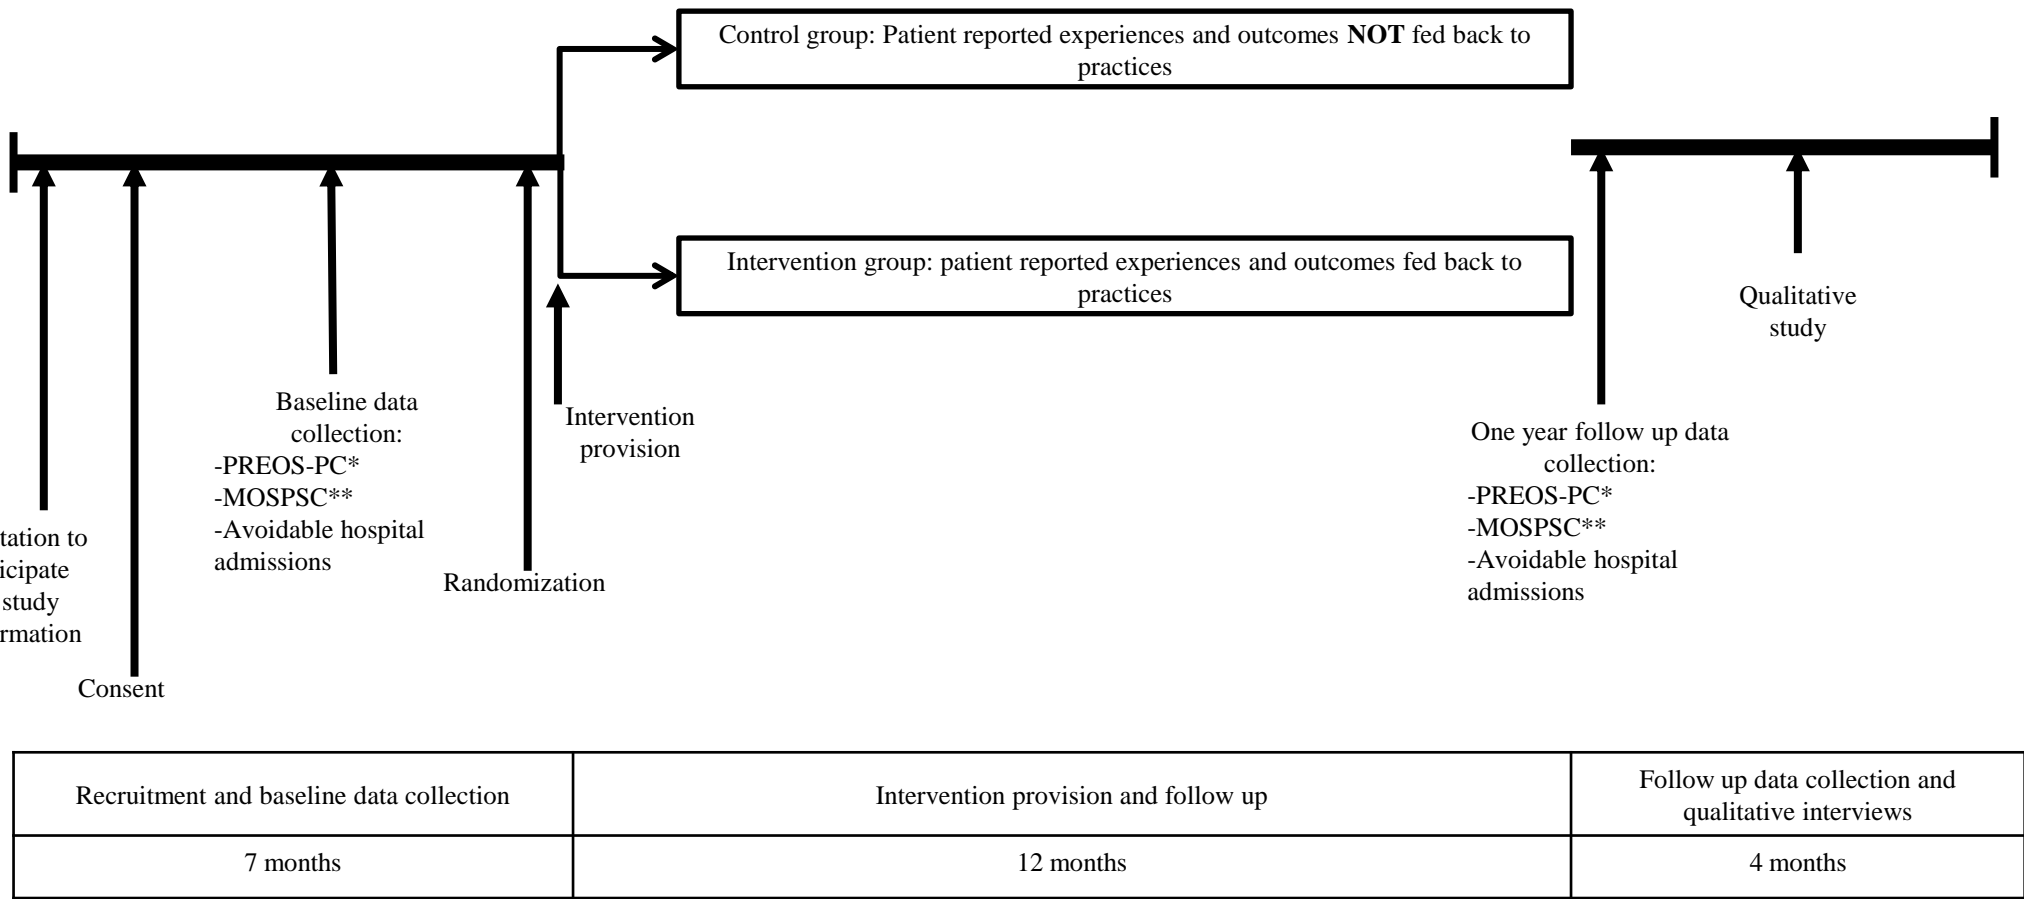 Control group: Patient reported experiences and outcomes NOT fed back to
practices
Intervention group: patient reported experiences and outcomes fed back to
practices
Qualitative
study
Baseline data
collection:
-PREOS-PC*
-MOSPSC**
-Avoidable hospital
admissions
Intervention
provision
One year follow up data
collection:
-PREOS-PC*
-MOSPSC**
-Avoidable hospital
admissions
to
study
Randomization
Consent
Recruitment and baseline data collection
Intervention provision and follow up
Follow up data collection and
qualitative interviews
7 months
12 months
4 months